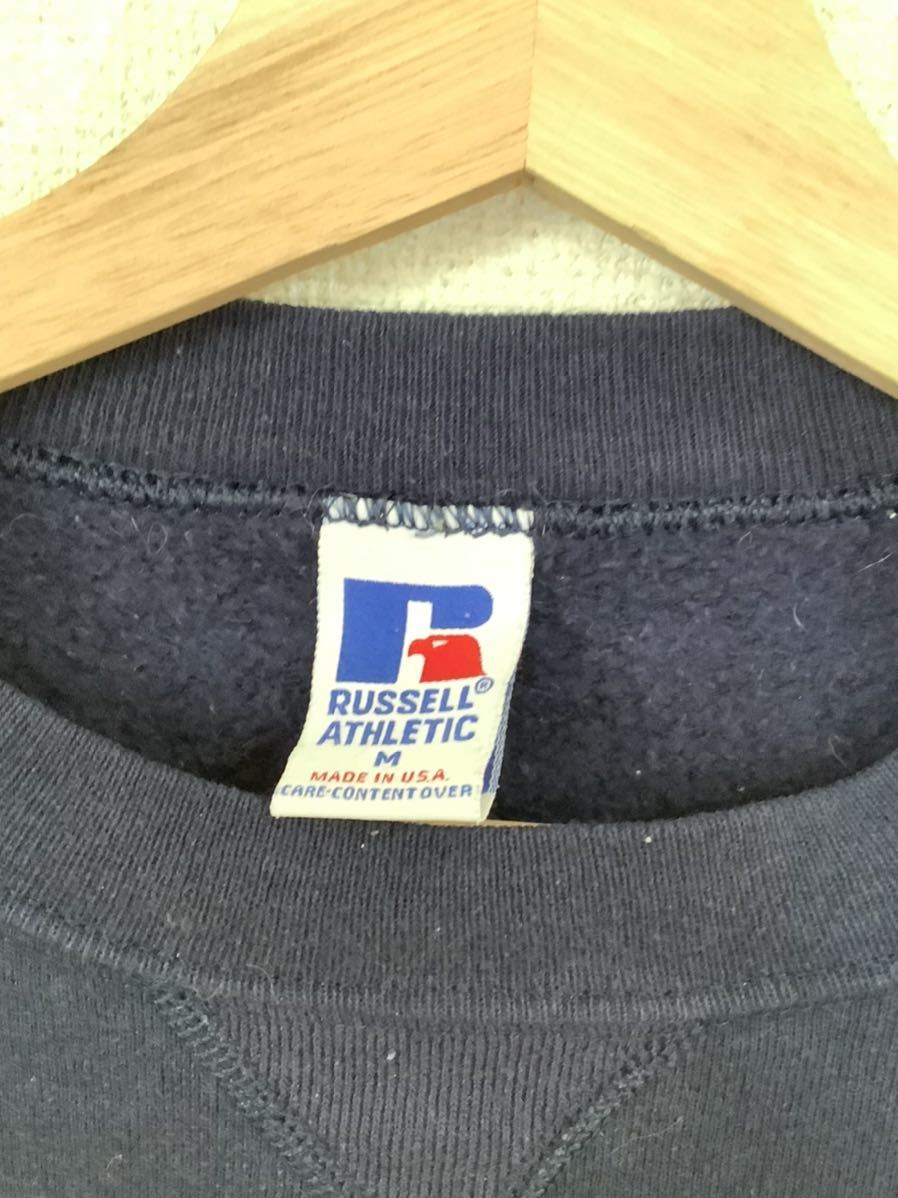 RUSSELL®
ATHLETIC
M
MADE IN U.S.A.
CARE-CONTENT OVER